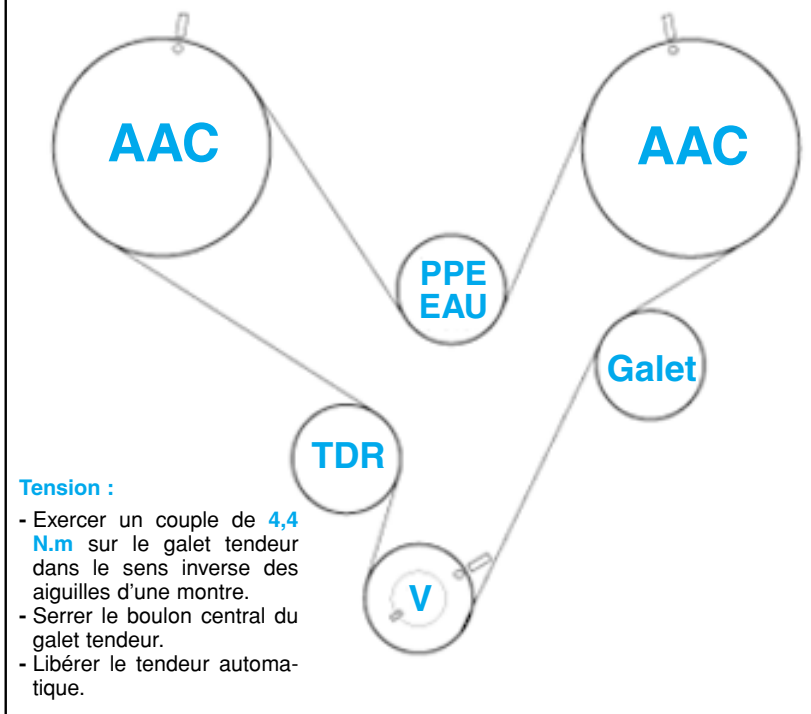 AAC
AAC
PPE
EAU
Galet
TDR
V
Tension :
- Exercer un couple de 4,4
N.m sur le galet tendeur
dans le sens inverse des
aiguilles d'une montre.
- Serrer le boulon central du
galet tendeur.
- Libérer le tendeur automa-
tique.